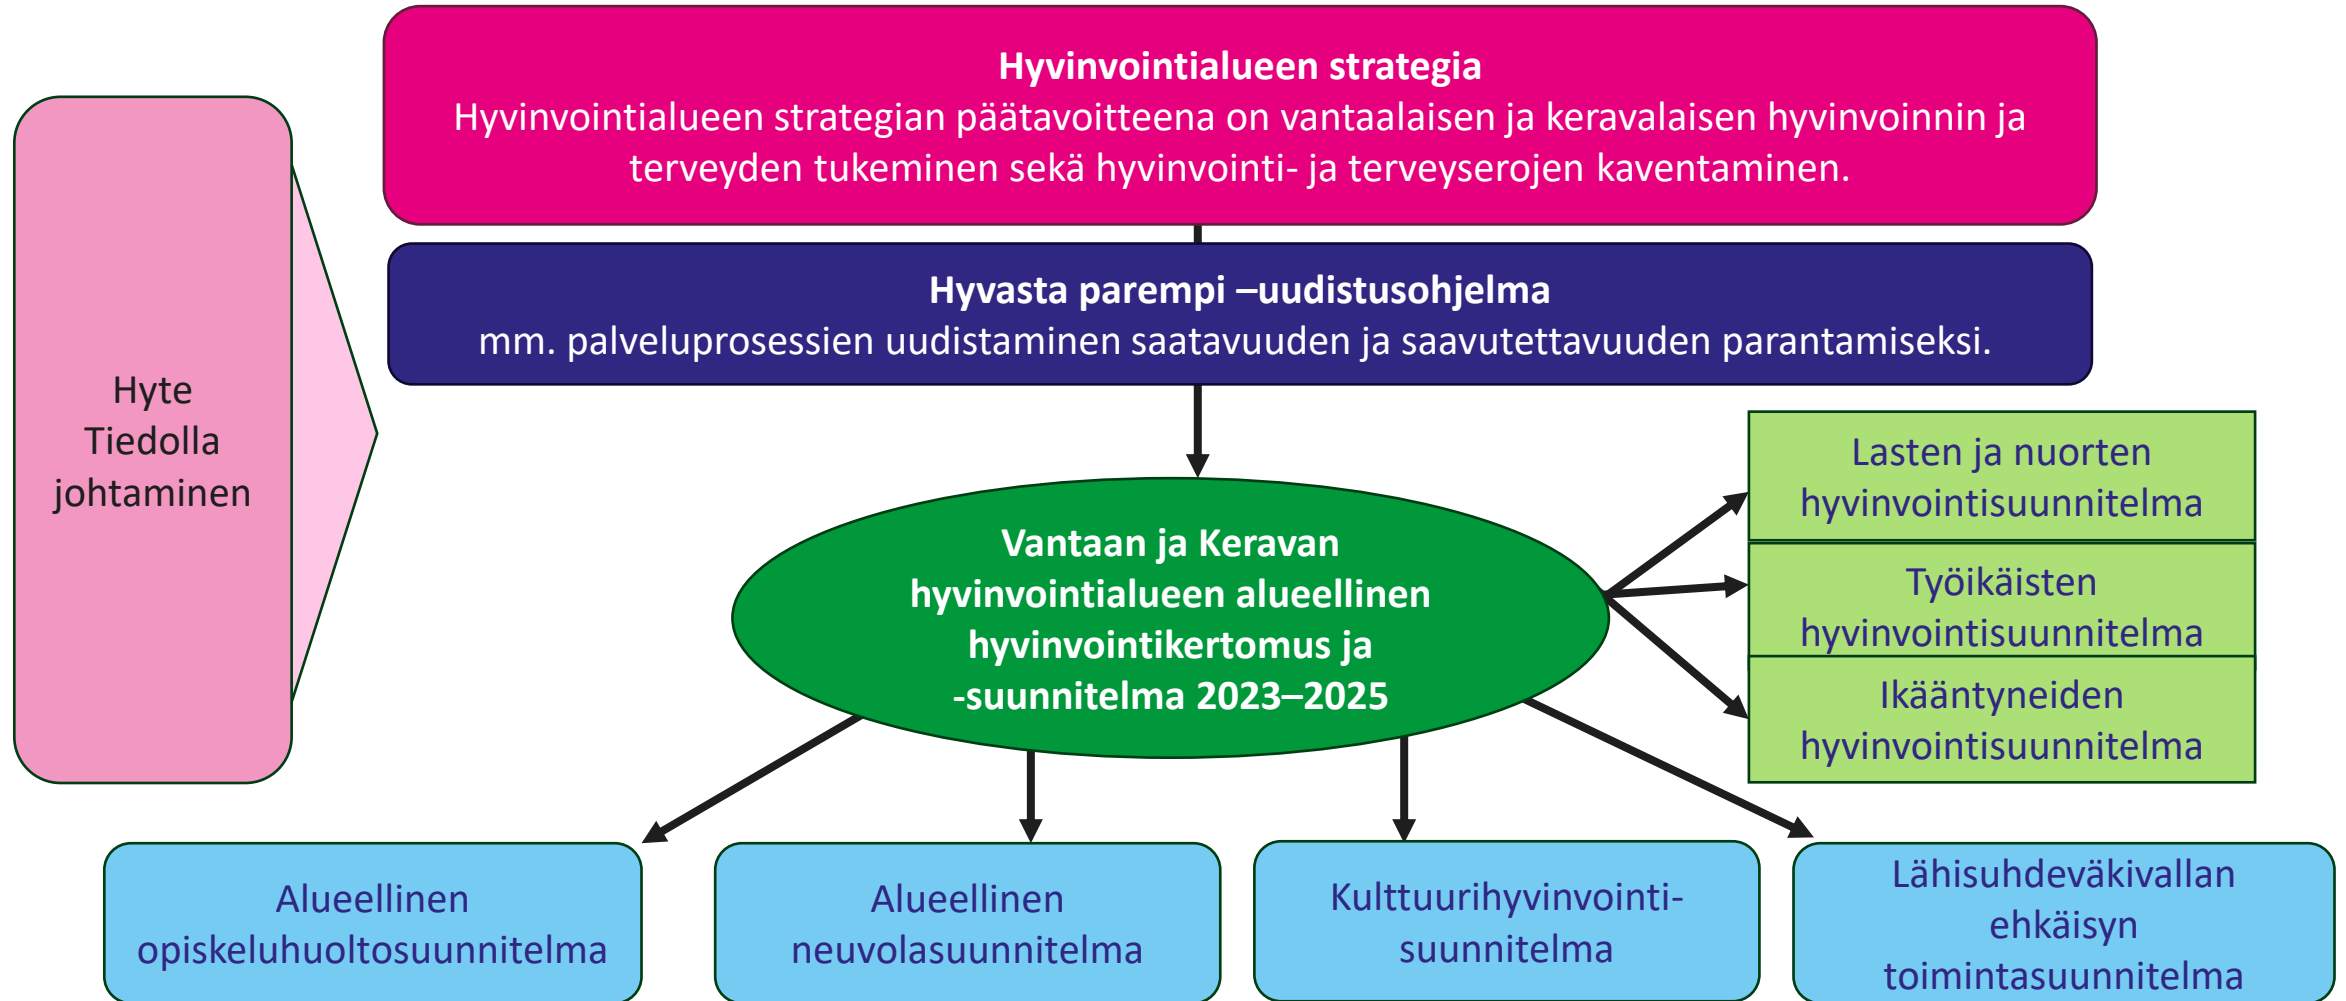 Hyvinvointialueen strategia
Hyvinvointialueen strategian päätavoitteena on vantaalaisen ja keravalaisen hyvinvoinnin ja
terveyden tukeminen sekä hyvinvointi- ja terveyserojen kaventaminen.
Hyvasta parempi –uudistusohjelma
mm. palveluprosessien uudistaminen saatavuuden ja saavutettavuuden parantamiseksi.
Hyte
Tiedolla
johtaminen
Vantaan ja Keravan
hyvinvointialueen alueellinen
hyvinvointikertomus ja
-suunnitelma 2023–2025
Lasten ja nuorten
hyvinvointisuunnitelma
Työikäisten
hyvinvointisuunnitelma
Ikääntyneiden
hyvinvointisuunnitelma
Alueellinen
opiskeluhuoltosuunnitelma
Alueellinen
neuvolasuunnitelma
Kulttuurihyvinvointi-
suunnitelma
Lähisuhdeväkivallan
ehkäisyn
toimintasuunnitelma